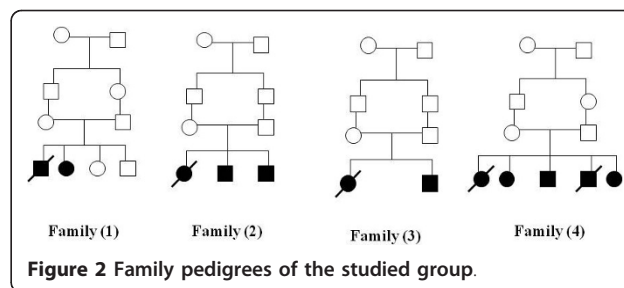 Family (1) Family (2) Family (3) Family (4)
Figure 2 Family pedigrees of the studied group.